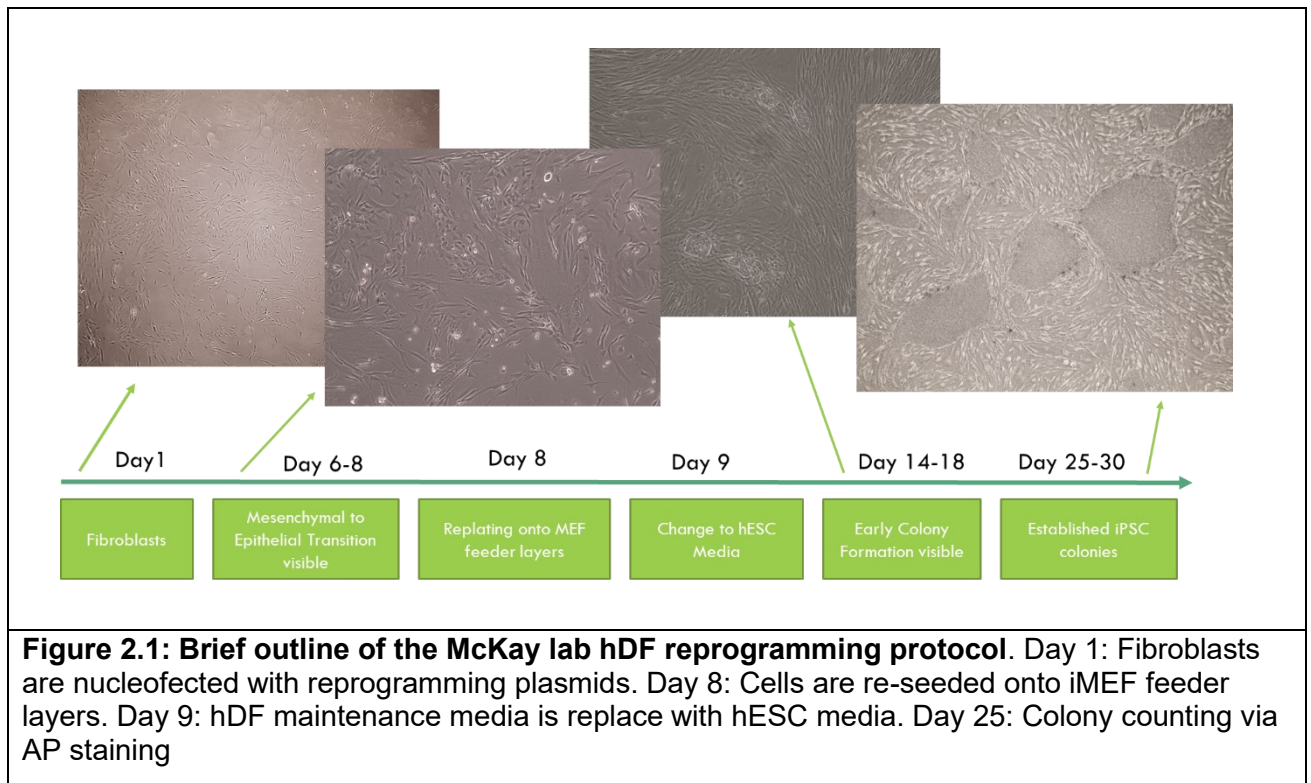 Day1
Day 6-8
Day 8
Day 9
Day 14-18
Day 25-30
Fibroblasts
Mesenchymal to
Epithelial Transition
visible
Replating onto MEF
feeder layers
Change to hESC
Media
Early Colony
Formation visible
Established iPSC
colonies
Figure 2.1: Brief outline of the McKay lab hDF reprogramming protocol. Day 1: Fibroblasts
are nucleofected with reprogramming plasmids. Day 8: Cells are re-seeded onto iMEF feeder
layers. Day 9: hDF maintenance media is replace with hESC media. Day 25: Colony counting via
AP staining